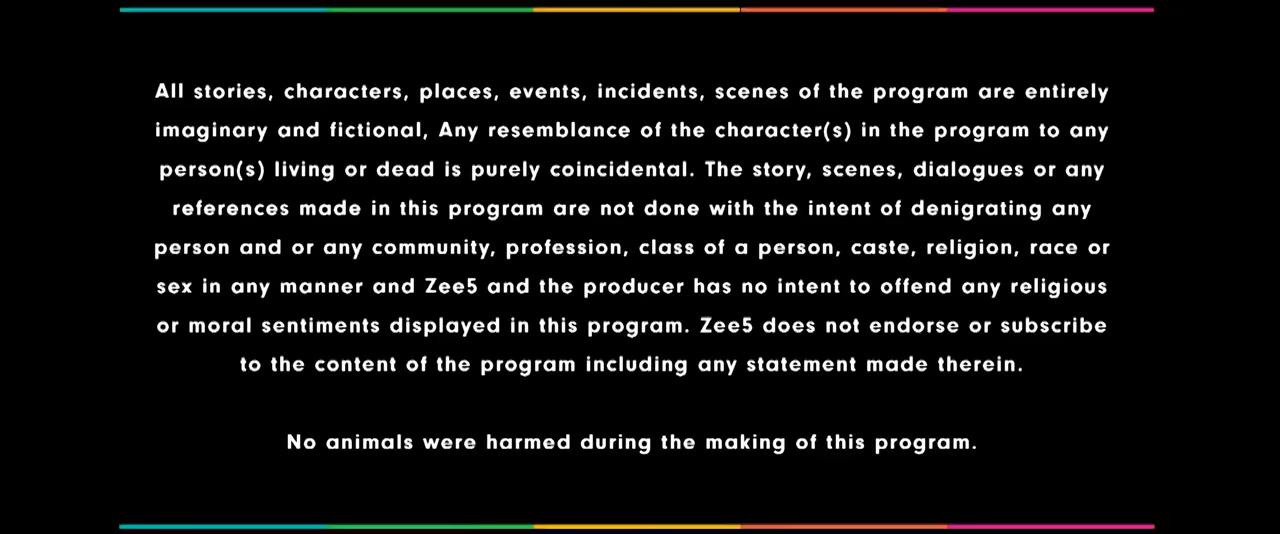 All stories, characters, places, events, incidents, scenes of the program are entirely
imaginary and fictional, Any resemblance of the character(s) in the program to any
person(s) living or dead is purely coincidental. The story, scenes, dialogues or any
references made in this program are not done with the intent of denigrating any
person and or any community, profession, class of a person, caste, religion, race or
sex in any manner and Zee5 and the producer has no intent to offend any religious
or moral sentiments displayed in this program. Zee5 does not endorse or subscribe
to the content of the program including any statement made therein.
No animals were harmed during the making of this program.